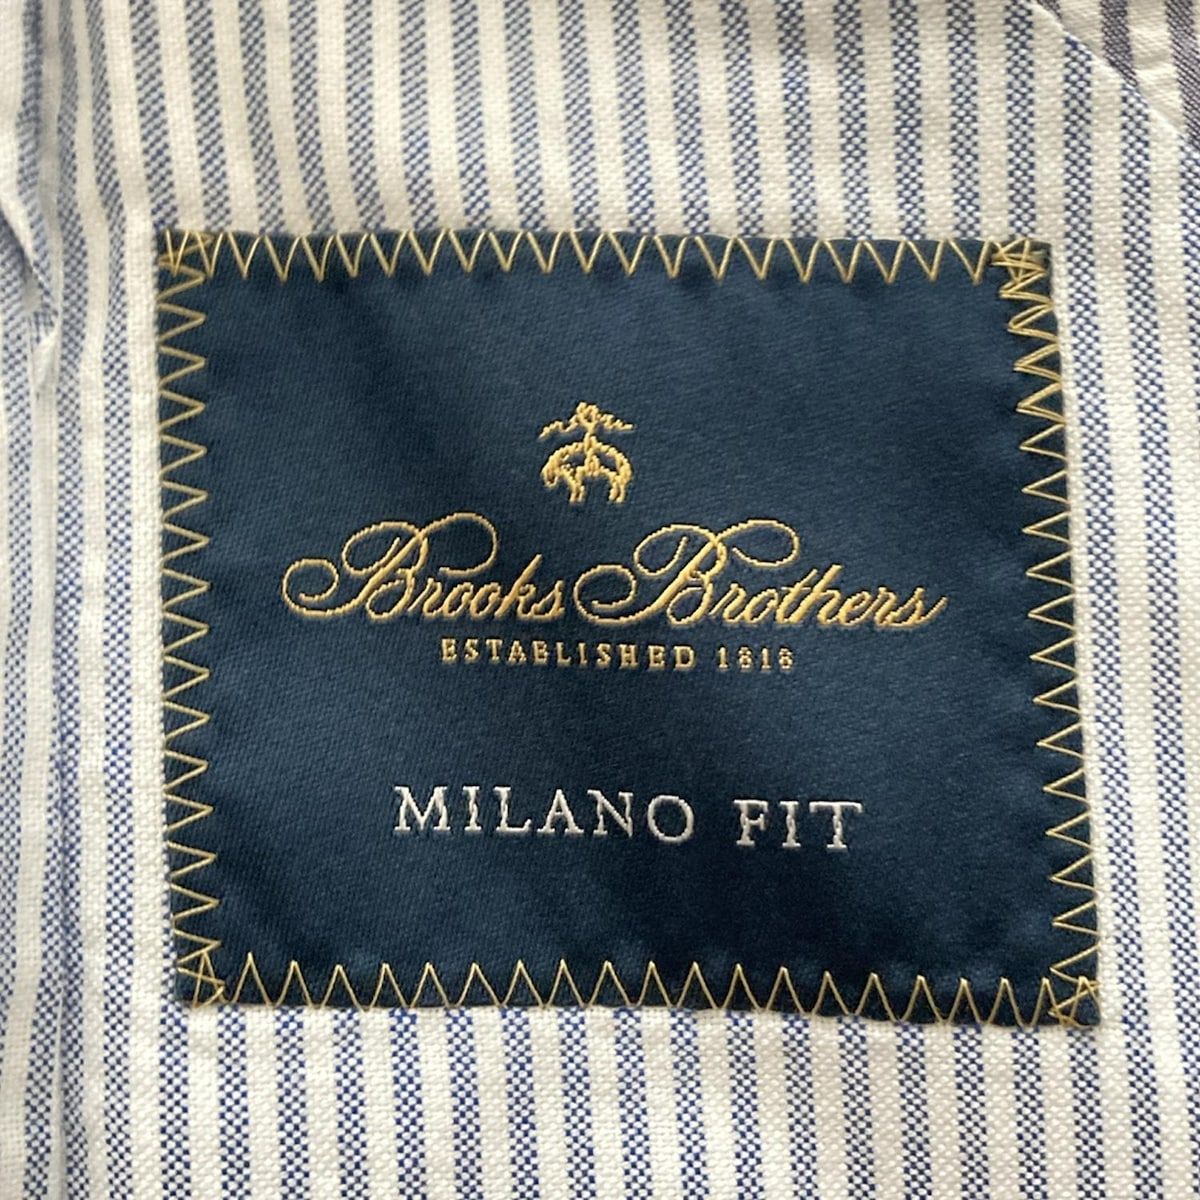 Brooks Brothers
ESTABLISHED 1818
MILANO FIT